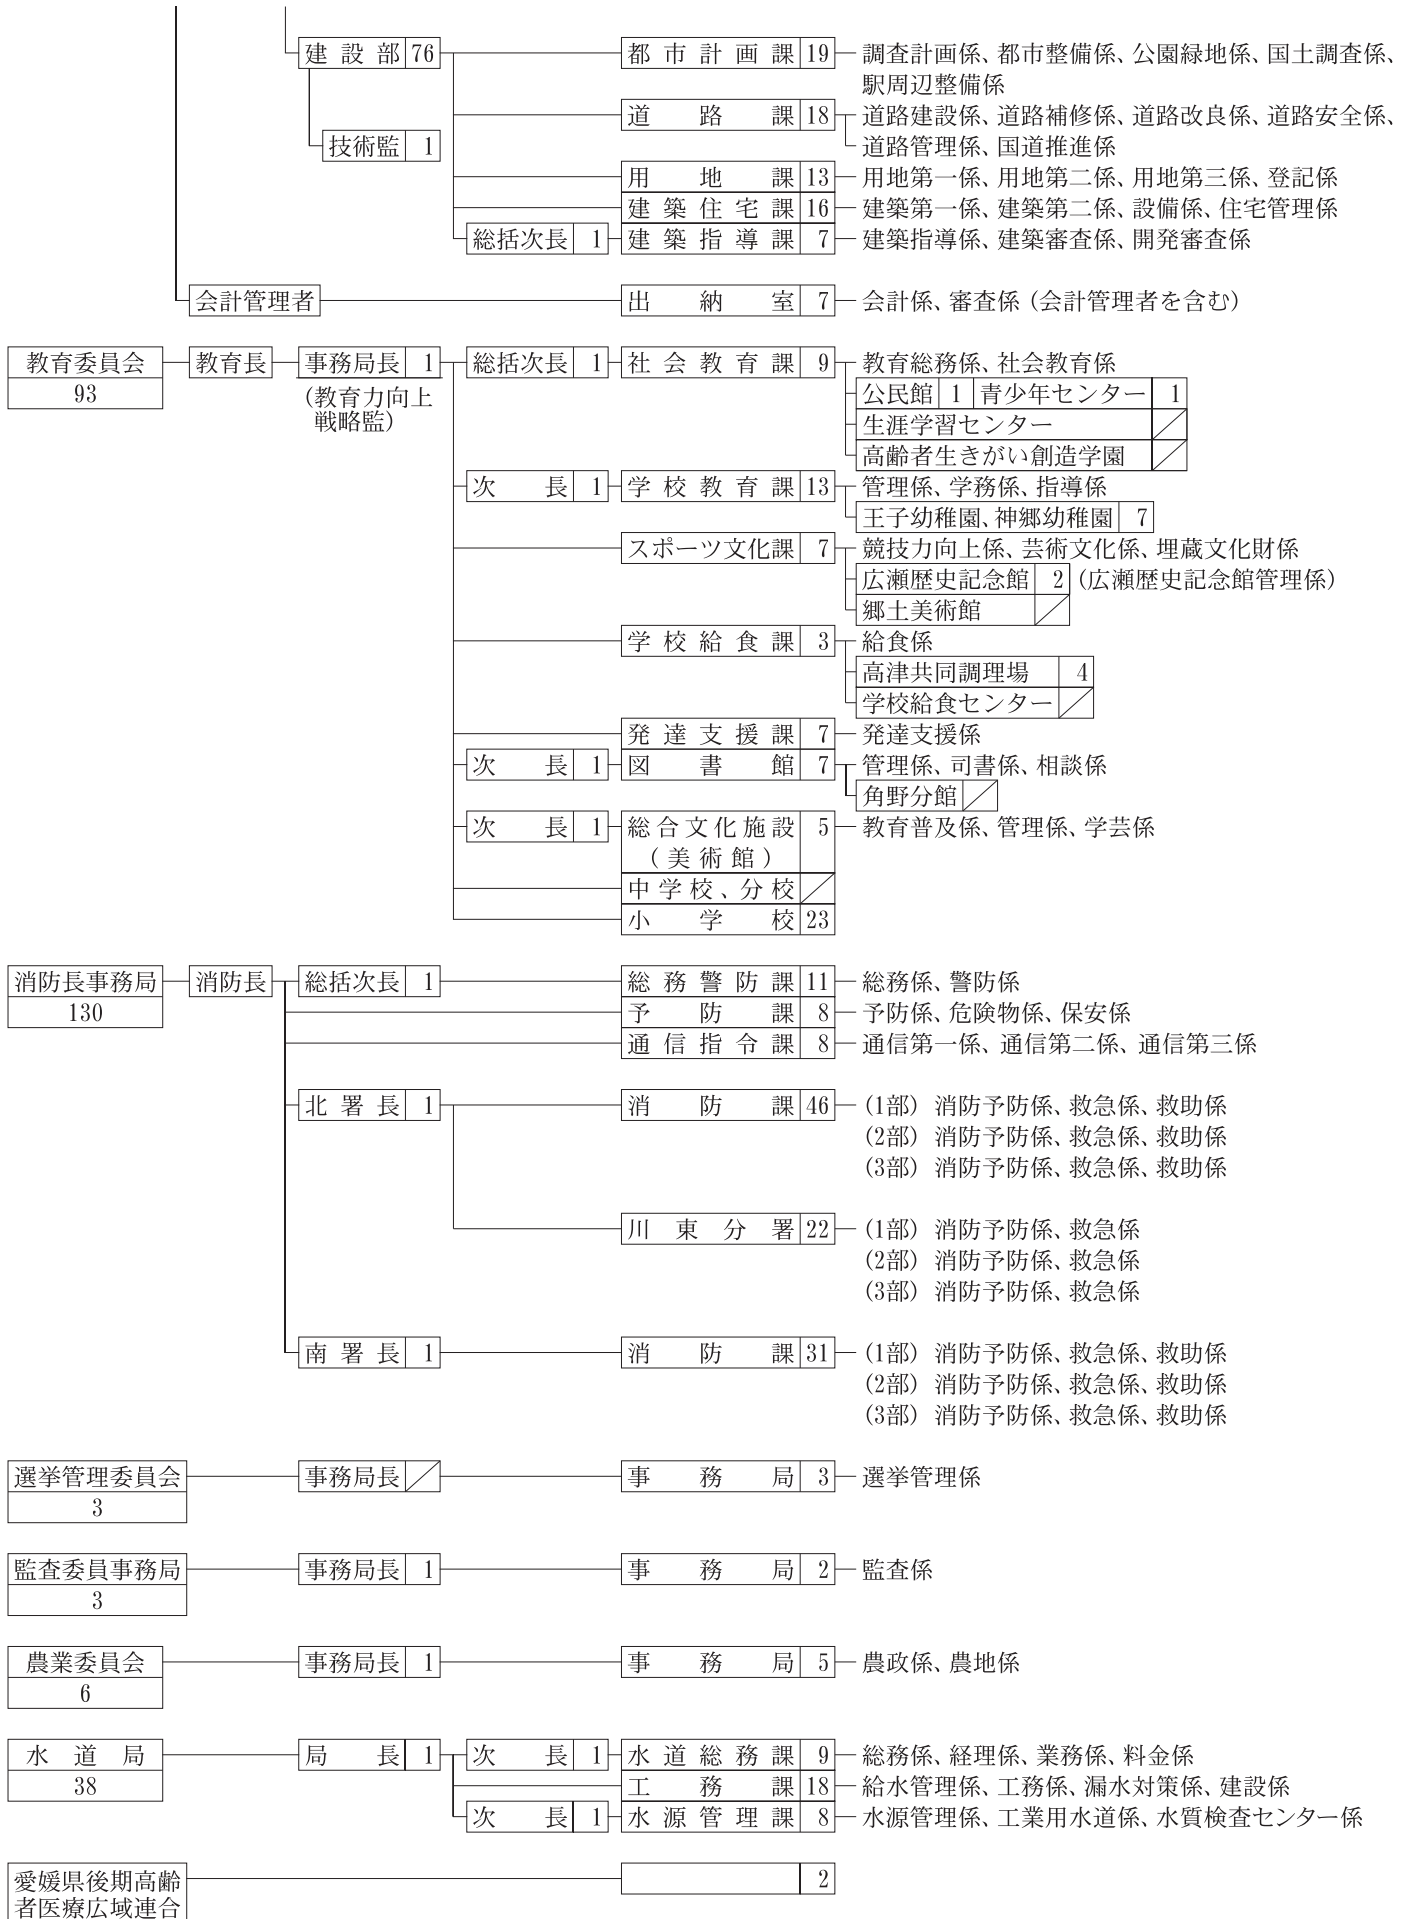 建設部 76 都市計画課 19 調査計画係、都市整備係、公園緑地係、国土調査係、
駅周辺整備係
道路課 18 道路建設係、道路補修係、道路改良係、道路安全係、
技術監 1 道路管理係、国道推進係
用地課 13 用地第一係、用地第二係、用地第三係、登記係
建築住宅課 16 建築第一係、建築第二係、設備係、住宅管理係
総括次長 1 建築指導課 7 建築指導係、建築審査係、開発審査係
会計管理者 出納室 7 会計係、審査係（会計管理者を含む）
教育委員会 教育長 事務局長 1 総括次長 1 社会教育課 9 教育総務係、社会教育係
93 （教育力向上 公民館 1 青少年センター 1
戦略監） 生涯学習センター
高齢者生きがい創造学園
次長 1 学校教育課 13 管理係、学務係、指導係
王子幼稚園、神郷幼稚園 7
スポーツ文化課 7 競技力向上係、芸術文化係、埋蔵文化財係
広瀬歴史記念館 2 （広瀬歴史記念館管理係）
郷土美術館
学校給食課 3 給食係
高津共同調理場 4
学校給食センター
発達支援課 7 発達支援係
次長 1 図書館 7 管理係、司書係、相談係
角野分館
次長 1 総合文化施設 5 教育普及係、管理係、学芸係
（美術館）
中学校、分校
小学校 23
消防長事務局 消防長 総括次長 1 総務警防課 11 総務係、警防係
130 予防課 8 予防係、危険物係、保安係
通信指令課 8 通信第一係、通信第二係、通信第三係
北署長 1 消防課 46 （1部） 消防予防係、救急係、救助係
（2部） 消防予防係、救急係、救助係
（3部） 消防予防係、救急係、救助係
川東分署 22 （1部） 消防予防係、救急係
（2部） 消防予防係、救急係
（3部） 消防予防係、救急係
南署長 1 消防課 31 （1部） 消防予防係、救急係、救助係
（2部） 消防予防係、救急係、救助係
（3部） 消防予防係、救急係、救助係
選挙管理委員会 事務局長 事務局 3 選挙管理係
3
監査委員事務局 事務局長 1 事務局 2 監査係
3
農業委員会 事務局長 1 事務局 5 農政係、農地係
6
水道局 局長 1 次長 1 水道総務課 9 総務係、経理係、業務係、料金係
38 工務課 18 給水管理係、工務係、漏水対策係、建設係
次長 1 水源管理課 8 水源管理係、工業用水道係、水質検査センター係
愛媛県後期高齢 2
者医療広域連合